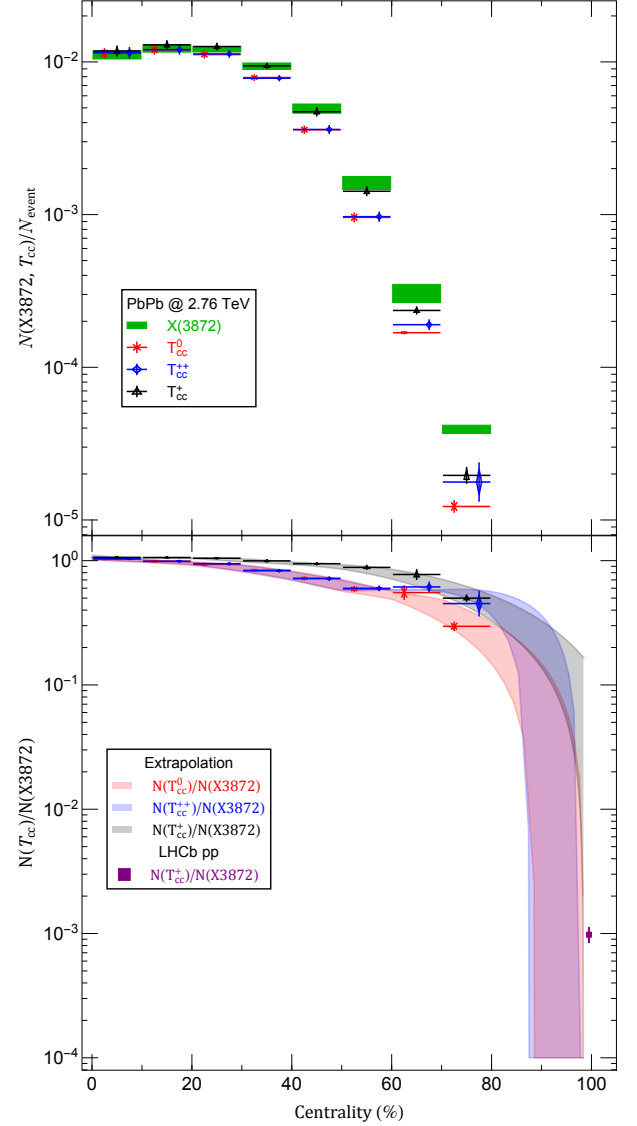 10⁻²
10⁻³
10⁻⁴
10⁻⁵
N(X3872, T_cc)/N_event
PbPb @ 2.76 TeV
X(3872)
T_cc^0
T_cc^++
T_cc^+
10⁰
10⁻¹
10⁻²
10⁻³
10⁻⁴
N(T_cc)/N(X3872)
Extrapolation
N(T_cc^0)/N(X3872)
N(T_cc^++)/N(X3872)
N(T_cc^+)/N(X3872)
LHCb pp
N(T_cc^+)/N(X3872)
0 20 40 60 80 100
Centrality (%)